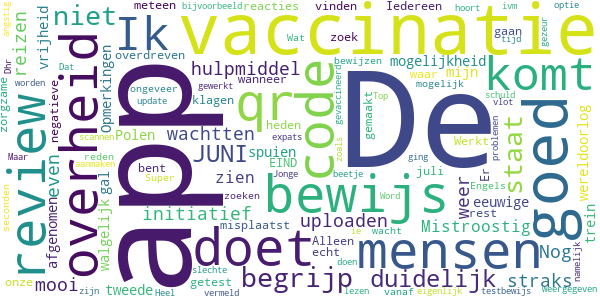 angstig
Dhr
zorgzame
onze
review
seconden
niet
reizen
vrijheid
Dat
worden
negatieve
overheid
even
afgenomen
Maar
mooi
zijn
meteen
overdreven
Opmerkingen
ongeveer
update
klagen
Polen
scannen
reden
aanmaken
walgelijk
gal
tweede
Heel
app
bijvoorbeeld
Ik
hulpmiddel
wanneer
gewerkt
wachtten
JUNI
bent
Super
initiatief
slechte
getest
vermeld
vaccinatie
reacties
Wat
zoek
qr
heden
expats
spuien
EIND
zien
Jonge
zoeken
misplaatst
doet
Alleen
echt
begrijp
vinden
Iedereen
bewijzen
code
gemaakt
zoals
juli
beetje
bewijs
uploaden
Word
wacht
ie
doen
mensen
duidelijk
lezen
vanaf
eigenlijk
hoort
ivm
optie
gaan
tijd
gezeur
mogelijkheid
waar
mijn
mogelijk
gevaccineerd
Top
De
ging
Engels
weer
rest
Mistroostig
Nog
straks
testbewijs
komt
schuld
vlot
Werkt
Er
problemen
staat
eeuwige
goed
wereldoorlog
trein
namelijk
Weergegeven